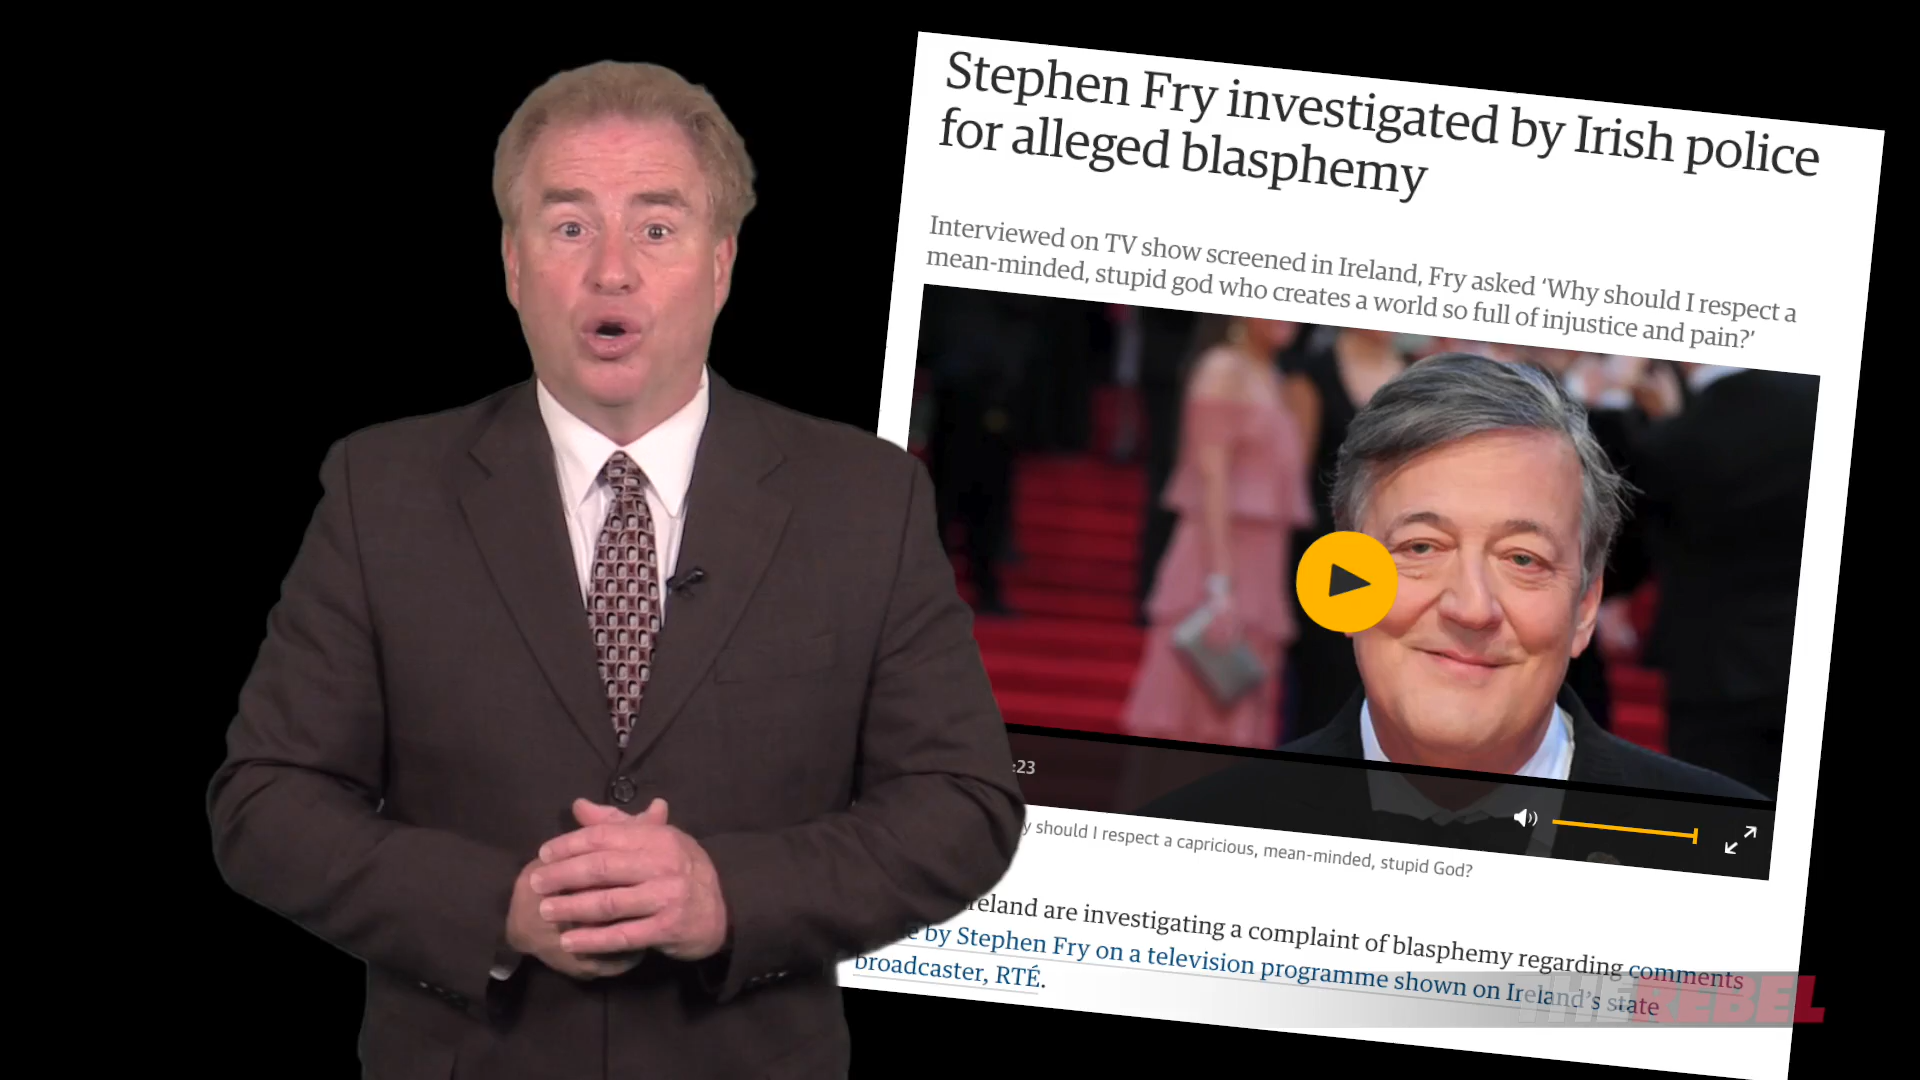 Stephen Fry investigated by Irish police
for alleged blasphemy
Interviewed on TV show screened in Ireland, Fry asked ‘Why should I respect a
mean-minded, stupid god who creates a world so full of injustice and pain?’
:23
y should I respect a capricious, mean-minded, stupid God?
reland are investigating a complaint of blasphemy regarding comments
e by Stephen Fry on a television programme shown on Ireland’s state
broadcaster, RTÉ.
THEREBEL